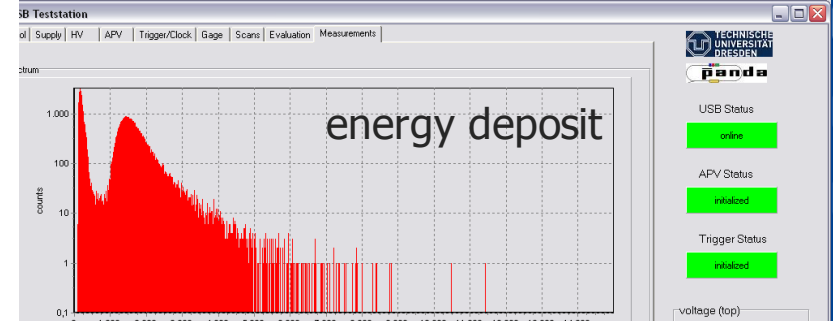 SB Teststation
ol Supply HV APV Trigger/Clock Gage Scans Evaluation Measurements
ctrum
TECHNISCHE
UNIVERSITÄT
DRESDEN
panda
energy deposit
1.000
100
10
1
0,1
counts
USB Status
online
APV Status
initialized
Trigger Status
initialized
voltage (top)